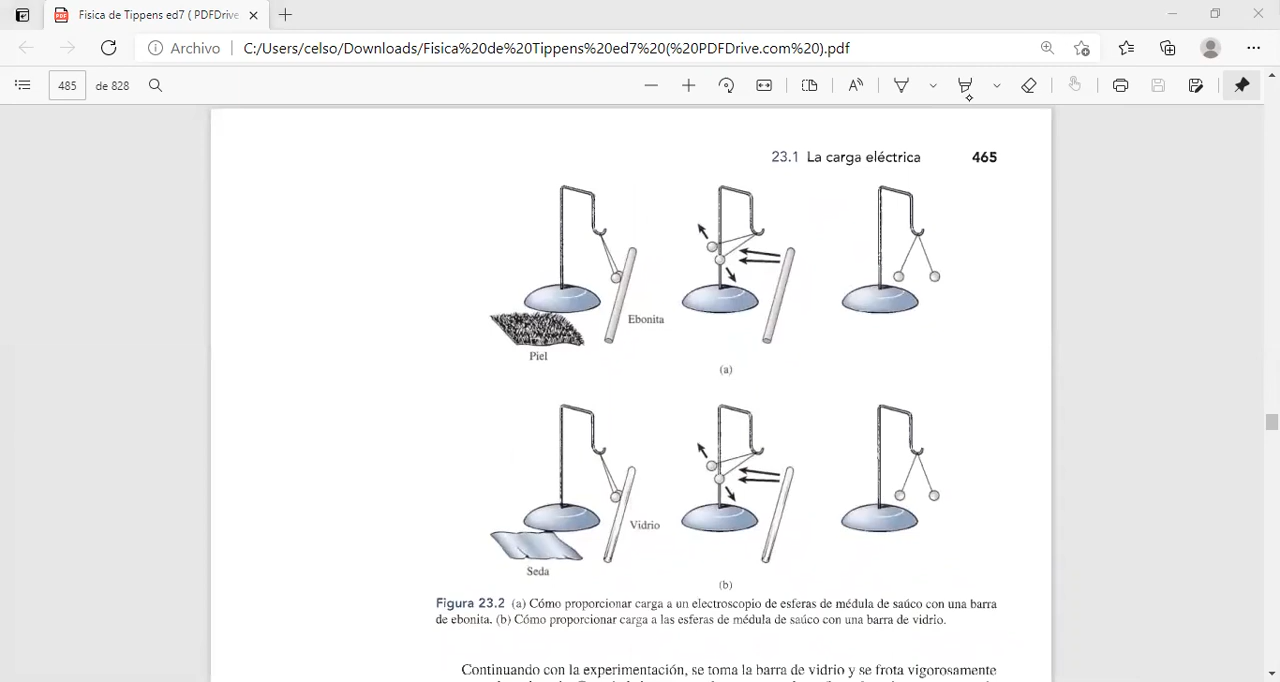 Fisica de Tippens ed7 ( PDFDrive
Archivo
C:/Users/celso/Downloads/Fisica%20de%20Tippens%20ed7%20(%20PDFDrive.com%20).pdf
485 de 828
23.1 La carga eléctrica 465
Ebonita
Piel
(a)
Vidrio
Seda
(b)
Figura 23.2 (a) Cómo proporcionar carga a un electroscopio de esferas de médula de saúco con una barra
de ebonita. (b) Cómo proporcionar carga a las esferas de médula de saúco con una barra de vidrio.
Continuando con la experimentación, se toma la barra de vidrio y se frota vigorosamente